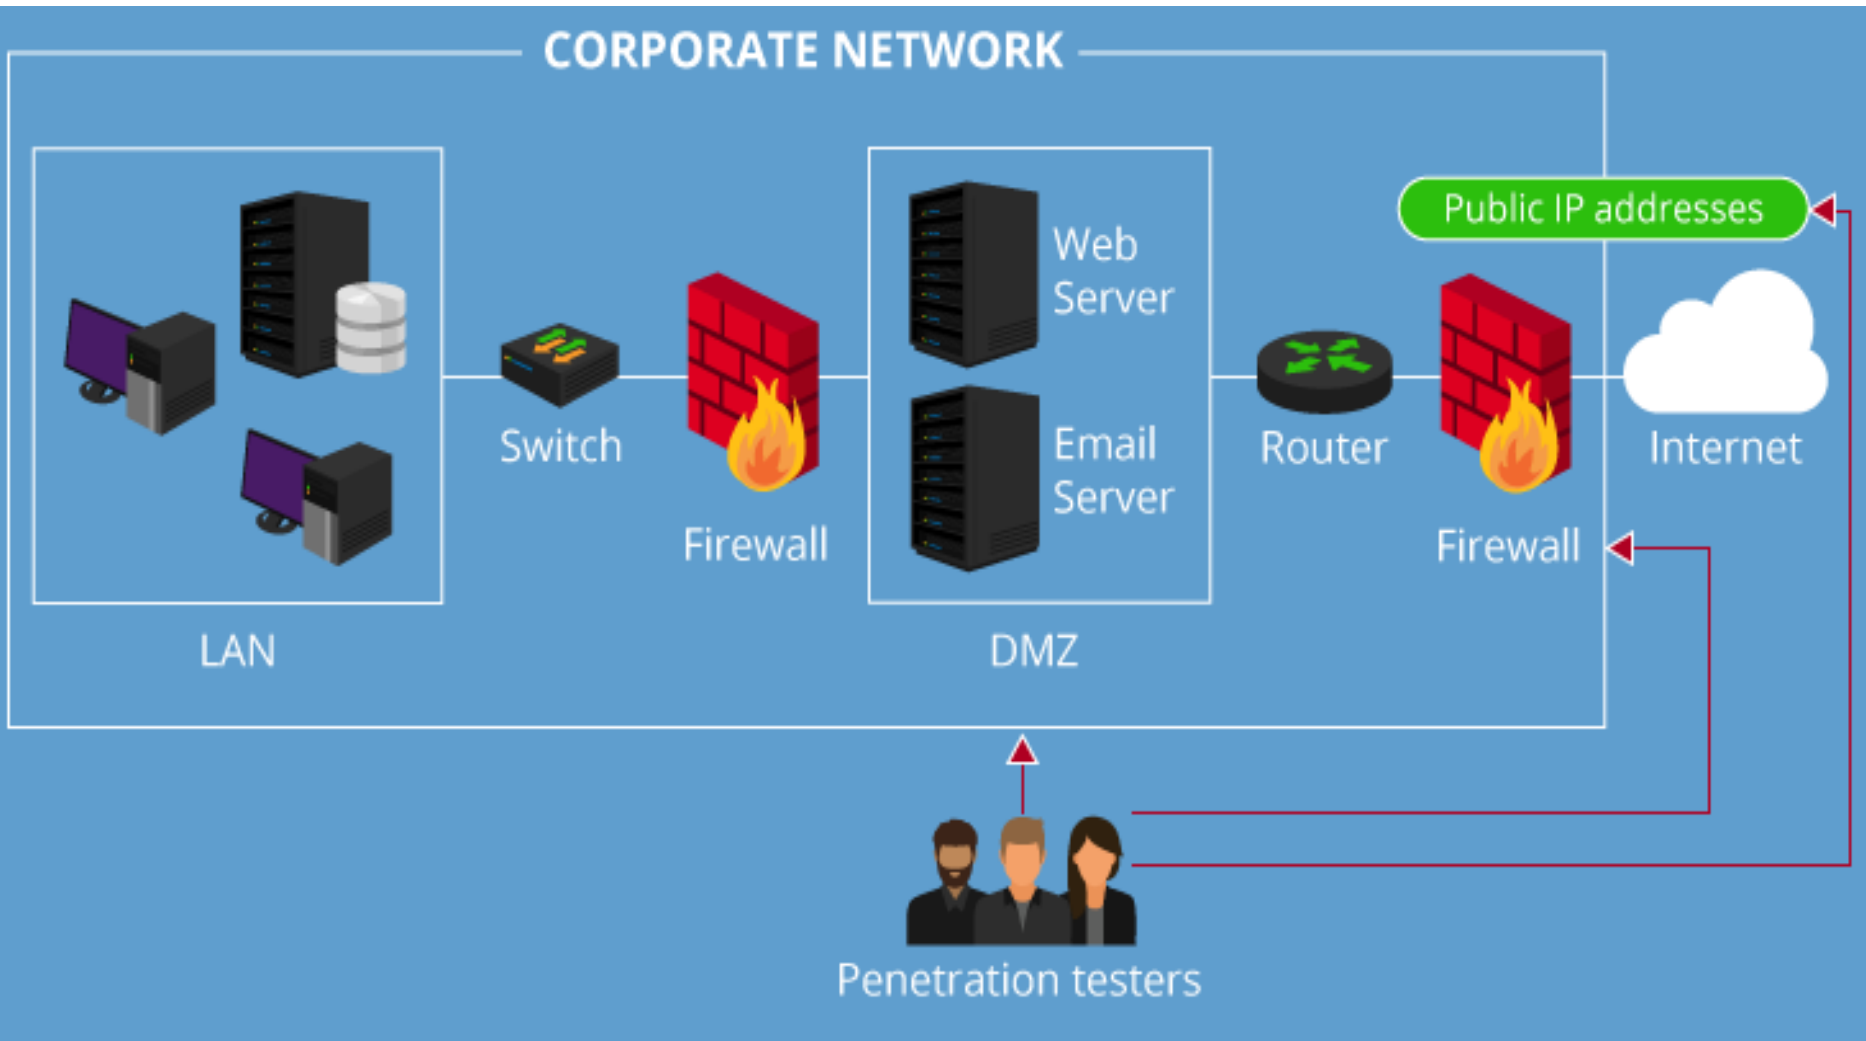 CORPORATE NETWORK
Public IP addresses
Web
Server
Email
Server
Switch
Router
Internet
Firewall
Firewall
LAN
DMZ
Penetration testers